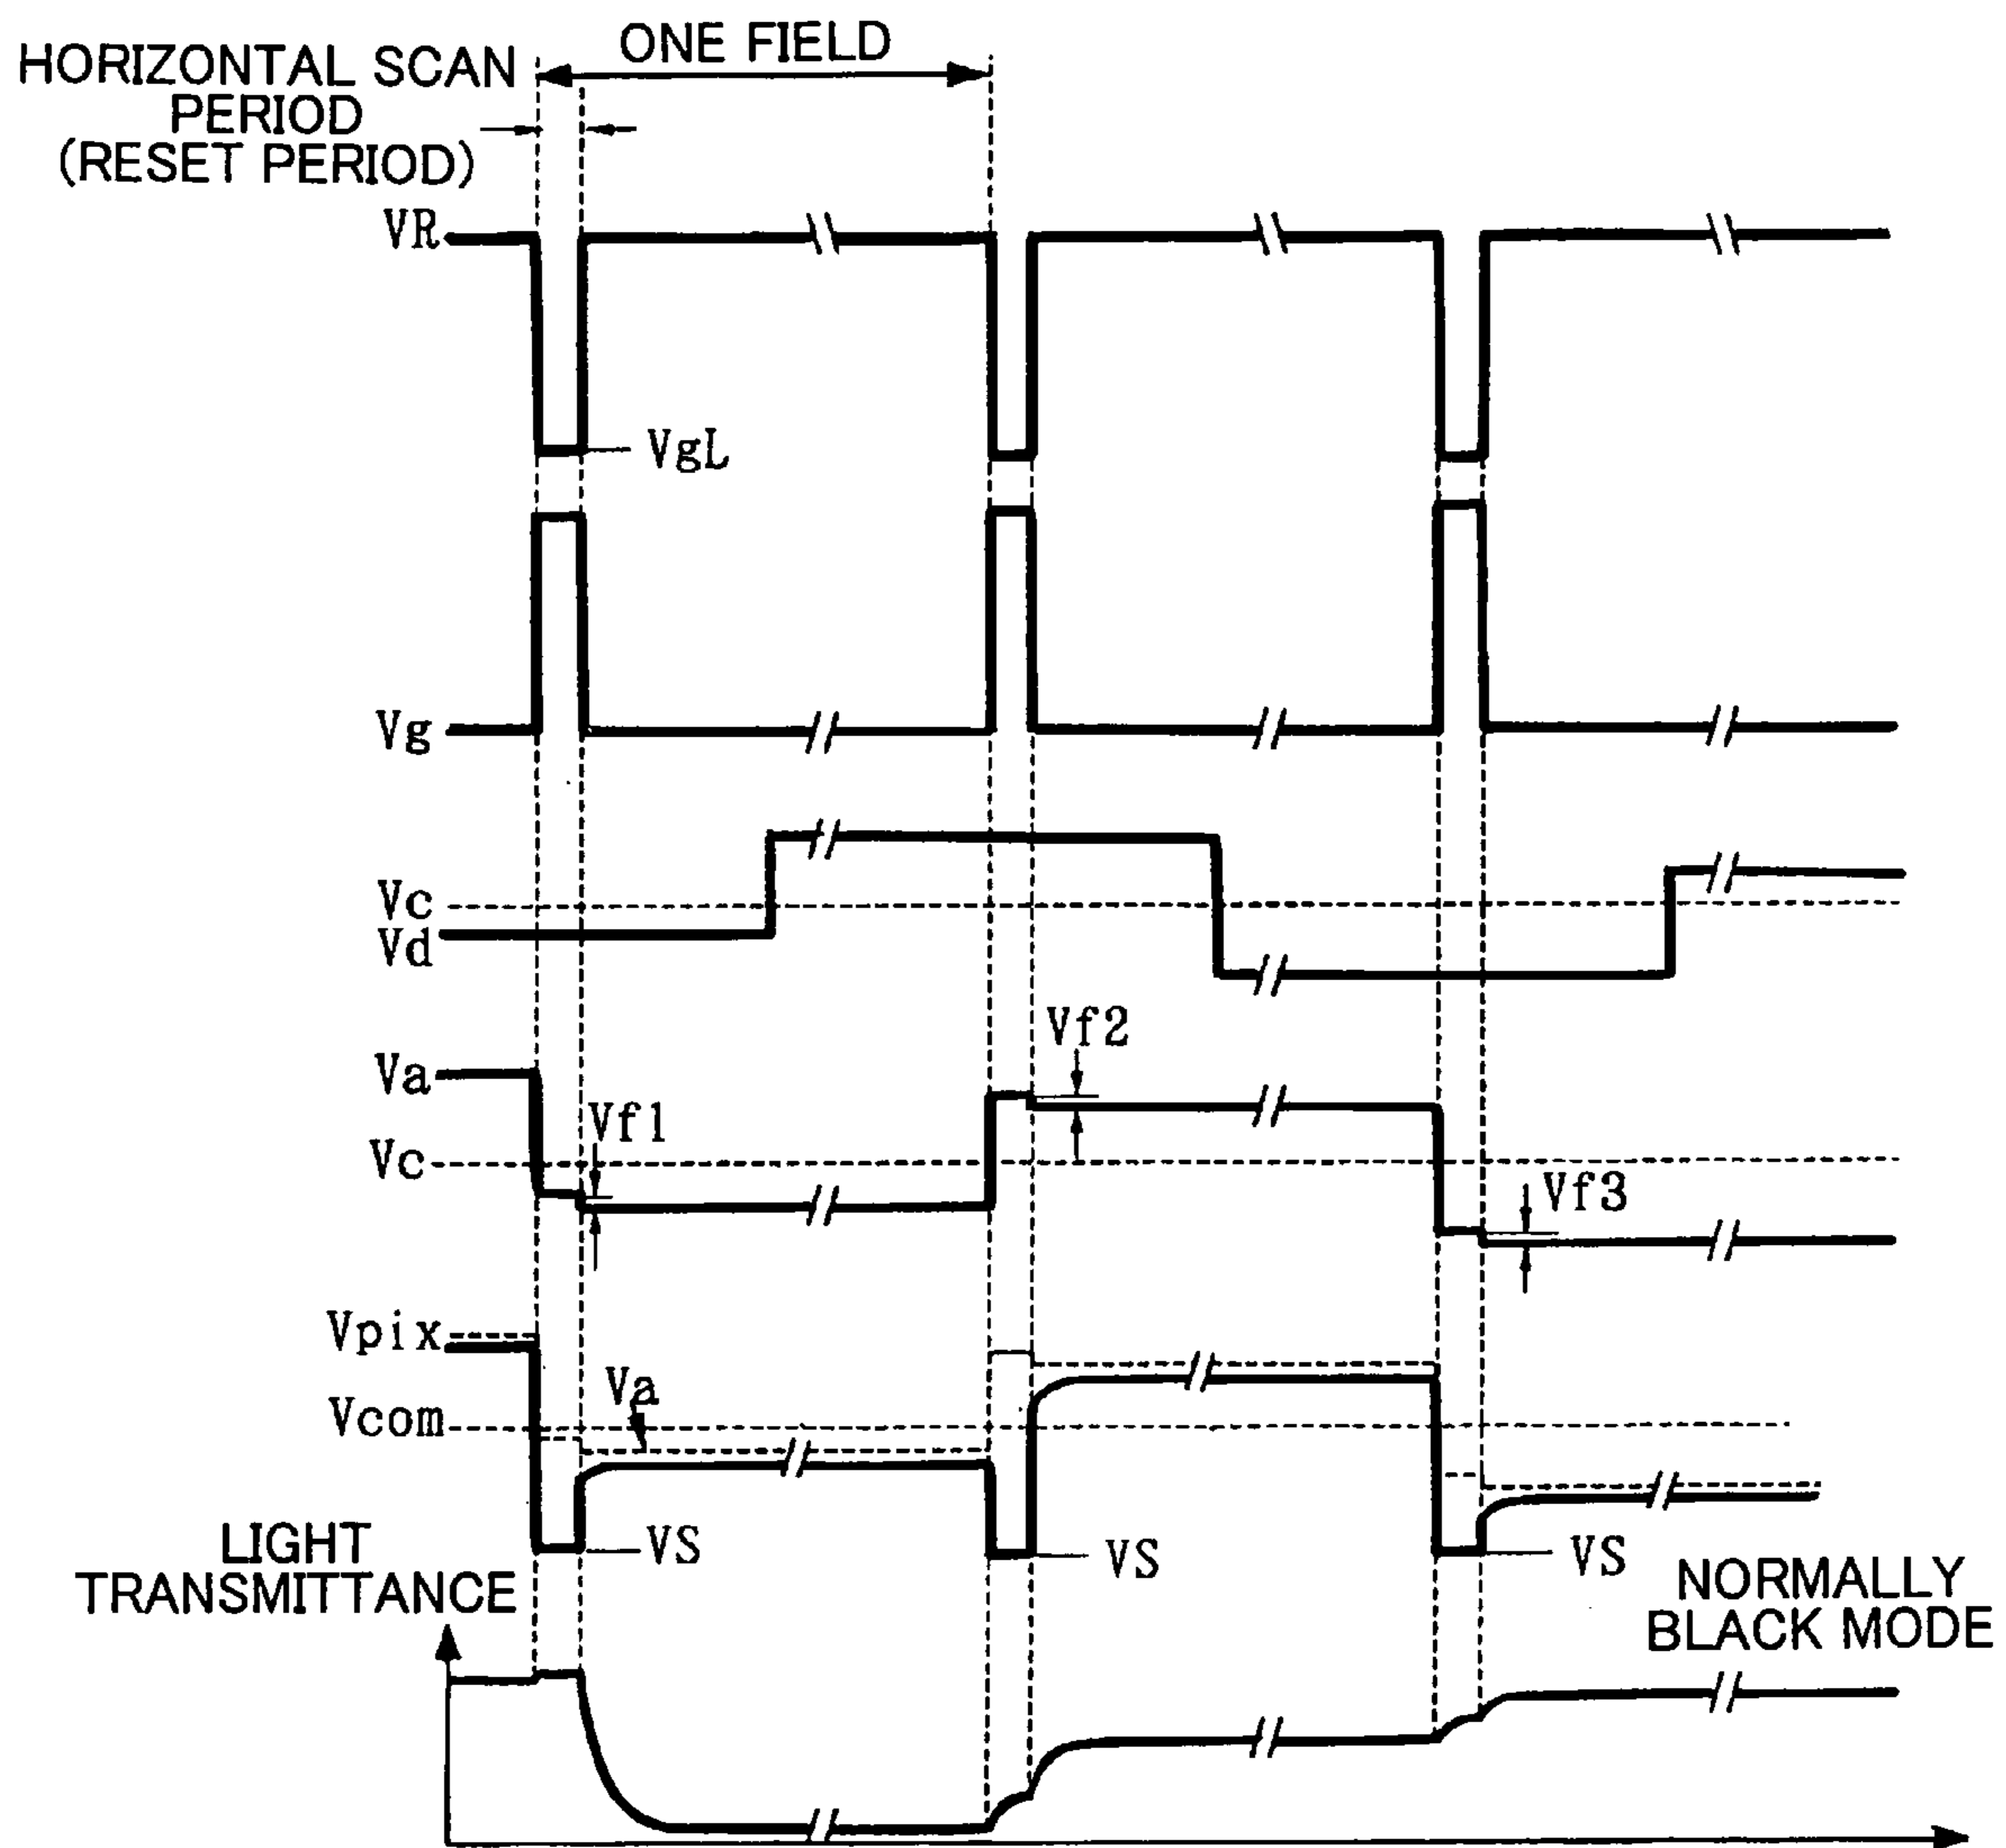 ONE FIELD
HORIZONTAL SCAN
PERIOD
(RESET PERIOD)
VR
VgL
Vg
Vc
Vd
Vf2
Va
Vf1
Vc
Vf3
Vpix
Va
Vcom
VS
VS
VS
LIGHT
TRANSMITTANCE
NORMALLY
BLACK MODE